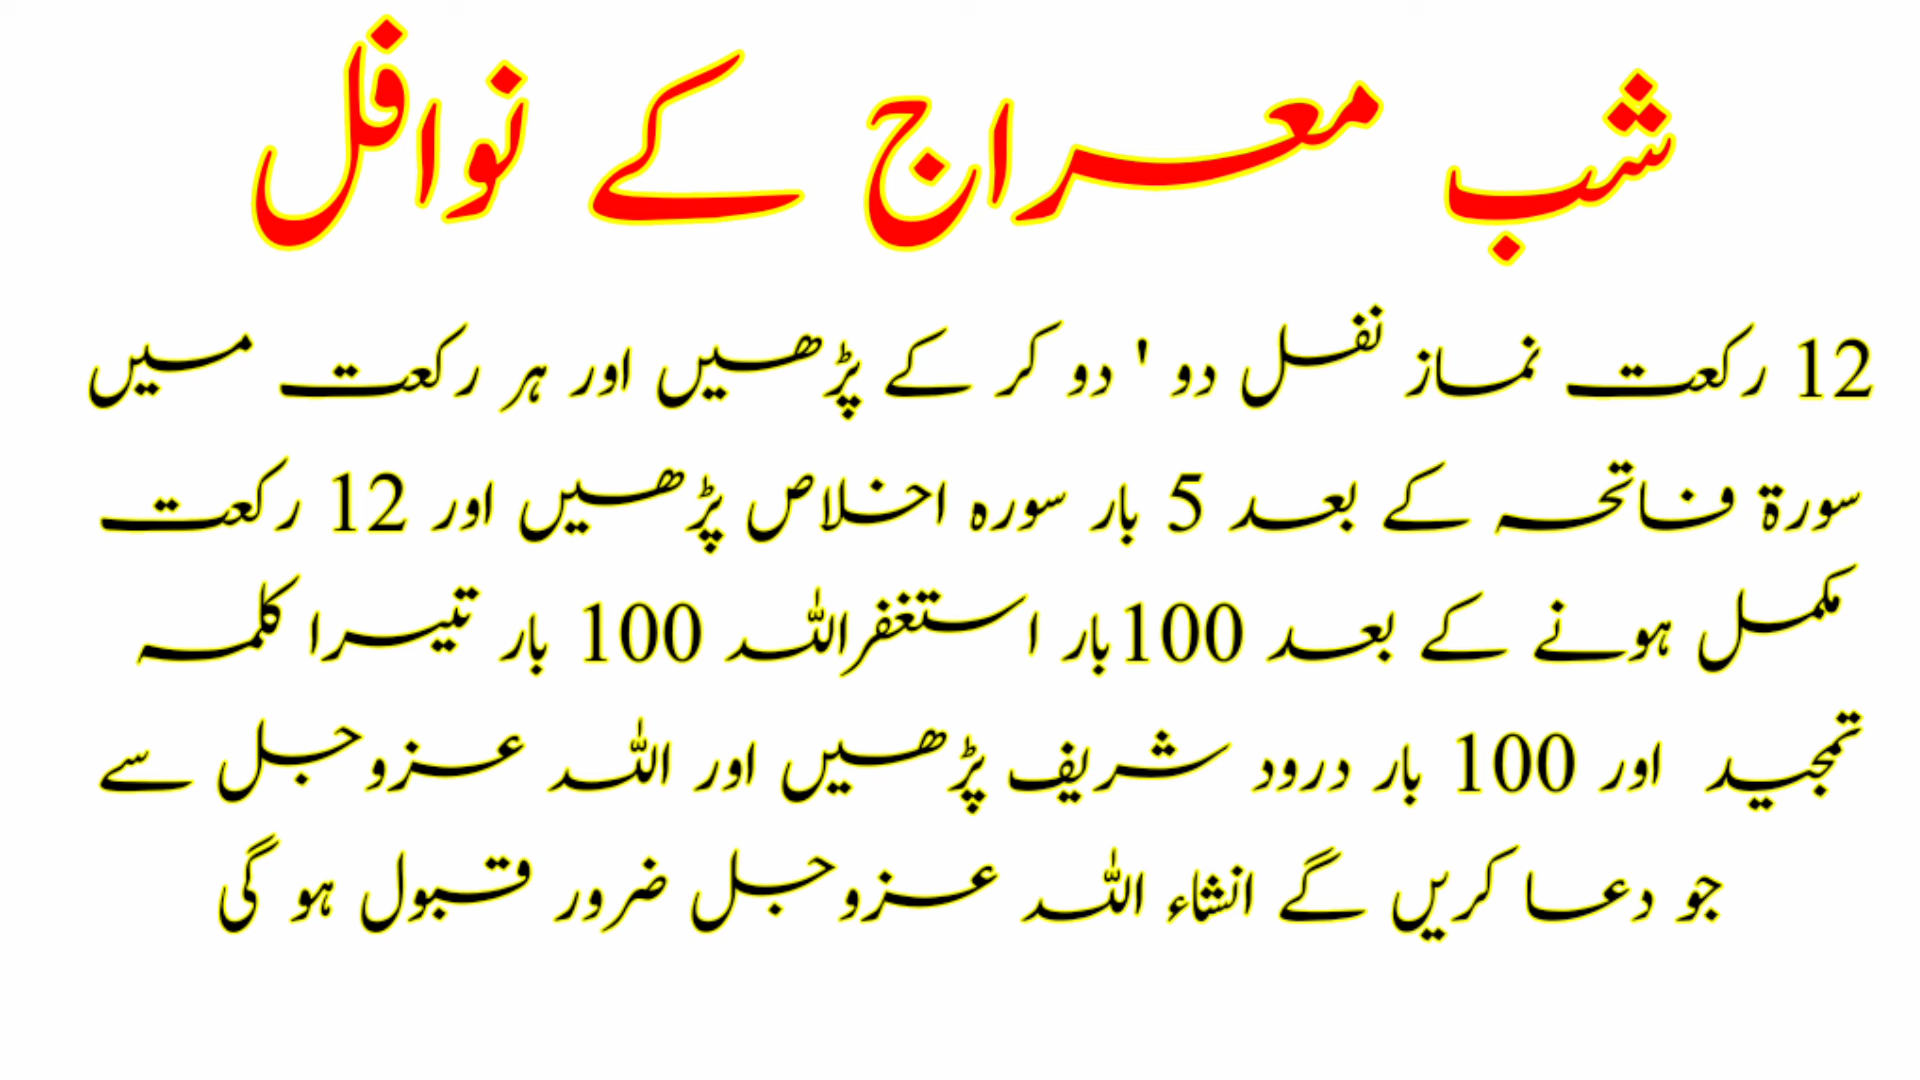 شب معراج کے نوافل
12 رکعت نماز نفل دو ' دو کر کے پڑھیں اور ہر رکعت میں
سورۃ فاتحہ کے بعد 5 بار سورہ اخلاص پڑھیں اور 12 رکعت
مکمل ہونے کے بعد 100بار استغفراللہ 100 بار تیسرا کلمہ
تمجید اور 100 بار درود شریف پڑھیں اور اللہ عزوجل سے
جو دعا کریں گے انشاء اللہ عزوجل ضرور قبول ہو گی